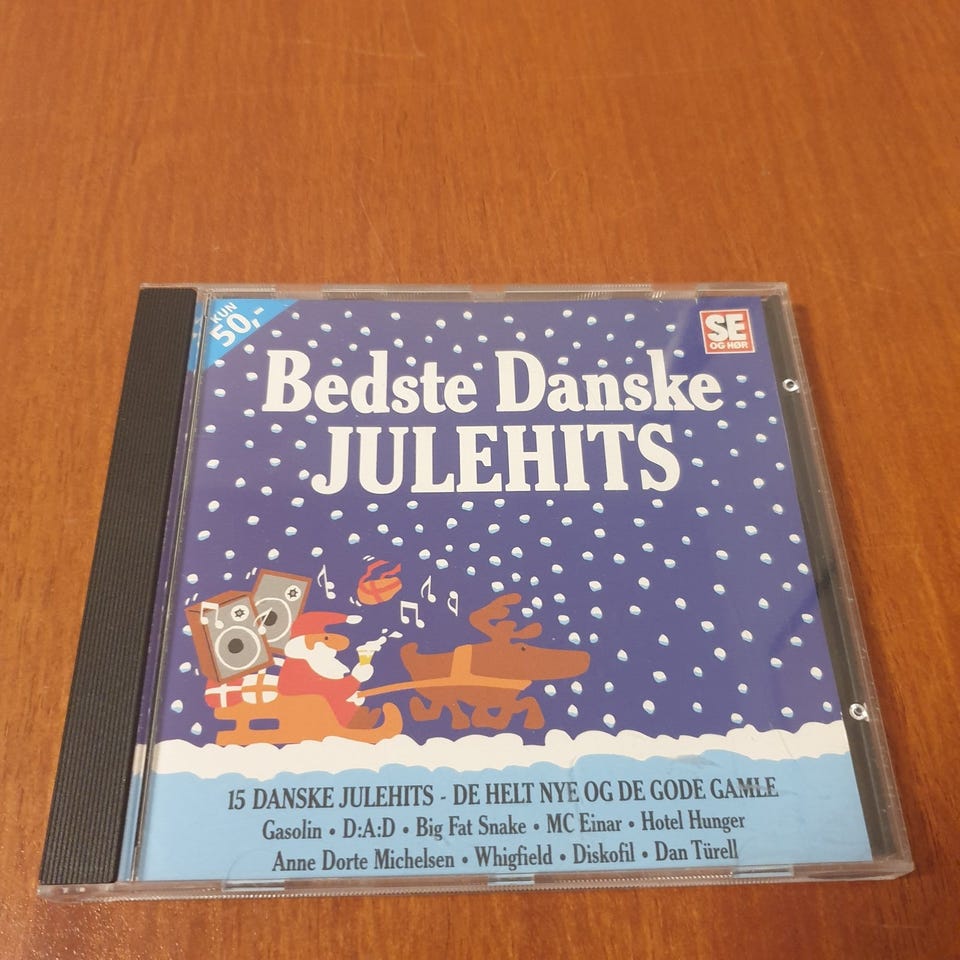 KUN
50,-
SE
OG HØR
Bedste Danske
JULEHITS
15 DANSKE JULEHITS - DE HELT NYE OG DE GODE GAMLE
Gasolin • D:A:D • Big Fat Snake • MC Einar • Hotel Hunger
Anne Dorte Michelsen • Whigfield • Diskofil • Dan Türell